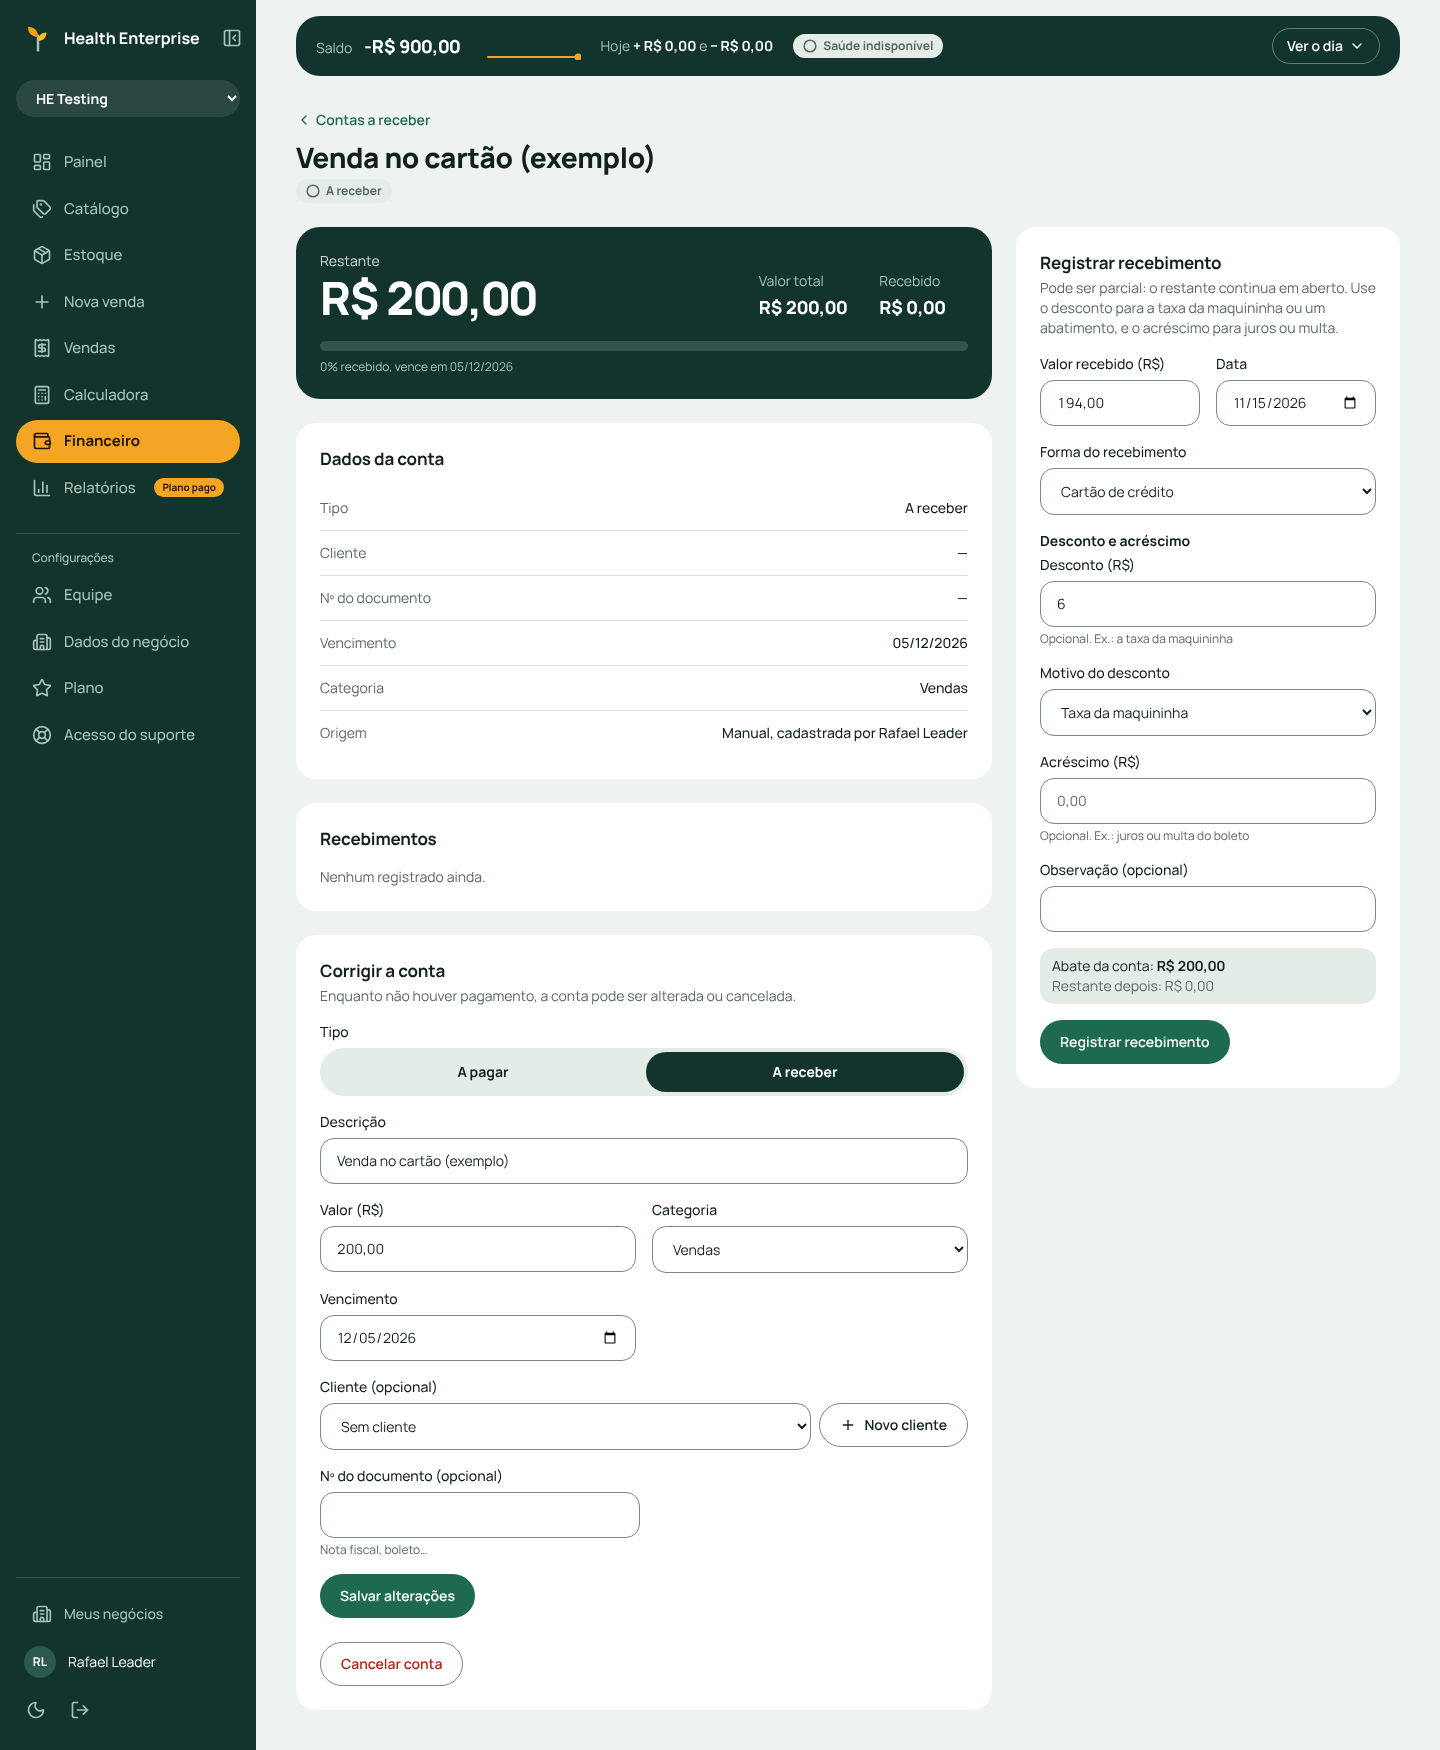 Health Enterprise
HE Testing
Painel
Catálogo
Estoque
Nova venda
Vendas
Calculadora
Financeiro
Relatórios Plano pago
Configurações
Equipe
Dados do negócio
Plano
Acesso do suporte
Meus negócios
RL Rafael Leader
Saldo -R$ 900,00 Hoje + R$ 0,00 e − R$ 0,00 Saúde indisponível Ver o dia
Contas a receber
Venda no cartão (exemplo)
A receber
Restante
R$ 200,00
Valor total
R$ 200,00
Recebido
R$ 0,00
0% recebido, vence em 05/12/2026
Dados da conta
Tipo A receber
Cliente —
Nº do documento —
Vencimento 05/12/2026
Categoria Vendas
Origem Manual, cadastrada por Rafael Leader
Recebimentos
Nenhum registrado ainda.
Corrigir a conta
Enquanto não houver pagamento, a conta pode ser alterada ou cancelada.
Tipo
A pagar A receber
Descrição
Venda no cartão (exemplo)
Valor (R$) Categoria
200,00 Vendas
Vencimento
12/05/2026
Cliente (opcional)
Sem cliente Novo cliente
Nº do documento (opcional)
Nota fiscal, boleto…
Salvar alterações
Cancelar conta
Registrar recebimento
Pode ser parcial: o restante continua em aberto. Use
o desconto para a taxa da maquininha ou um
abatimento, e o acréscimo para juros ou multa.
Valor recebido (R$) Data
194,00 11/15/2026
Forma do recebimento
Cartão de crédito
Desconto e acréscimo
Desconto (R$)
6
Opcional. Ex.: a taxa da maquininha
Motivo do desconto
Taxa da maquininha
Acréscimo (R$)
0,00
Opcional. Ex.: juros ou multa do boleto
Observação (opcional)
Abate da conta: R$ 200,00
Restante depois: R$ 0,00
Registrar recebimento